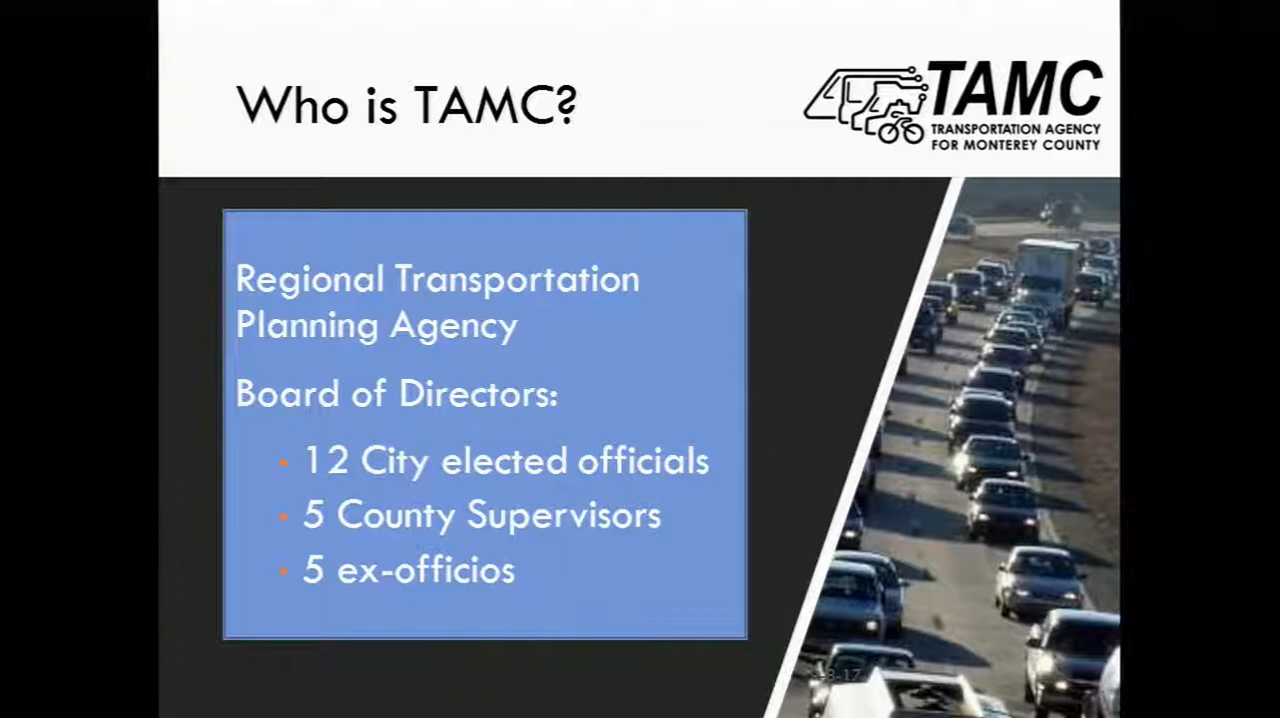 Who is TAMC?
TAMC
TRANSPORTATION AGENCY
FOR MONTEREY COUNTY
Regional Transportation
Planning Agency
Board of Directors:
• 12 City elected officials
• 5 County Supervisors
• 5 ex-officios